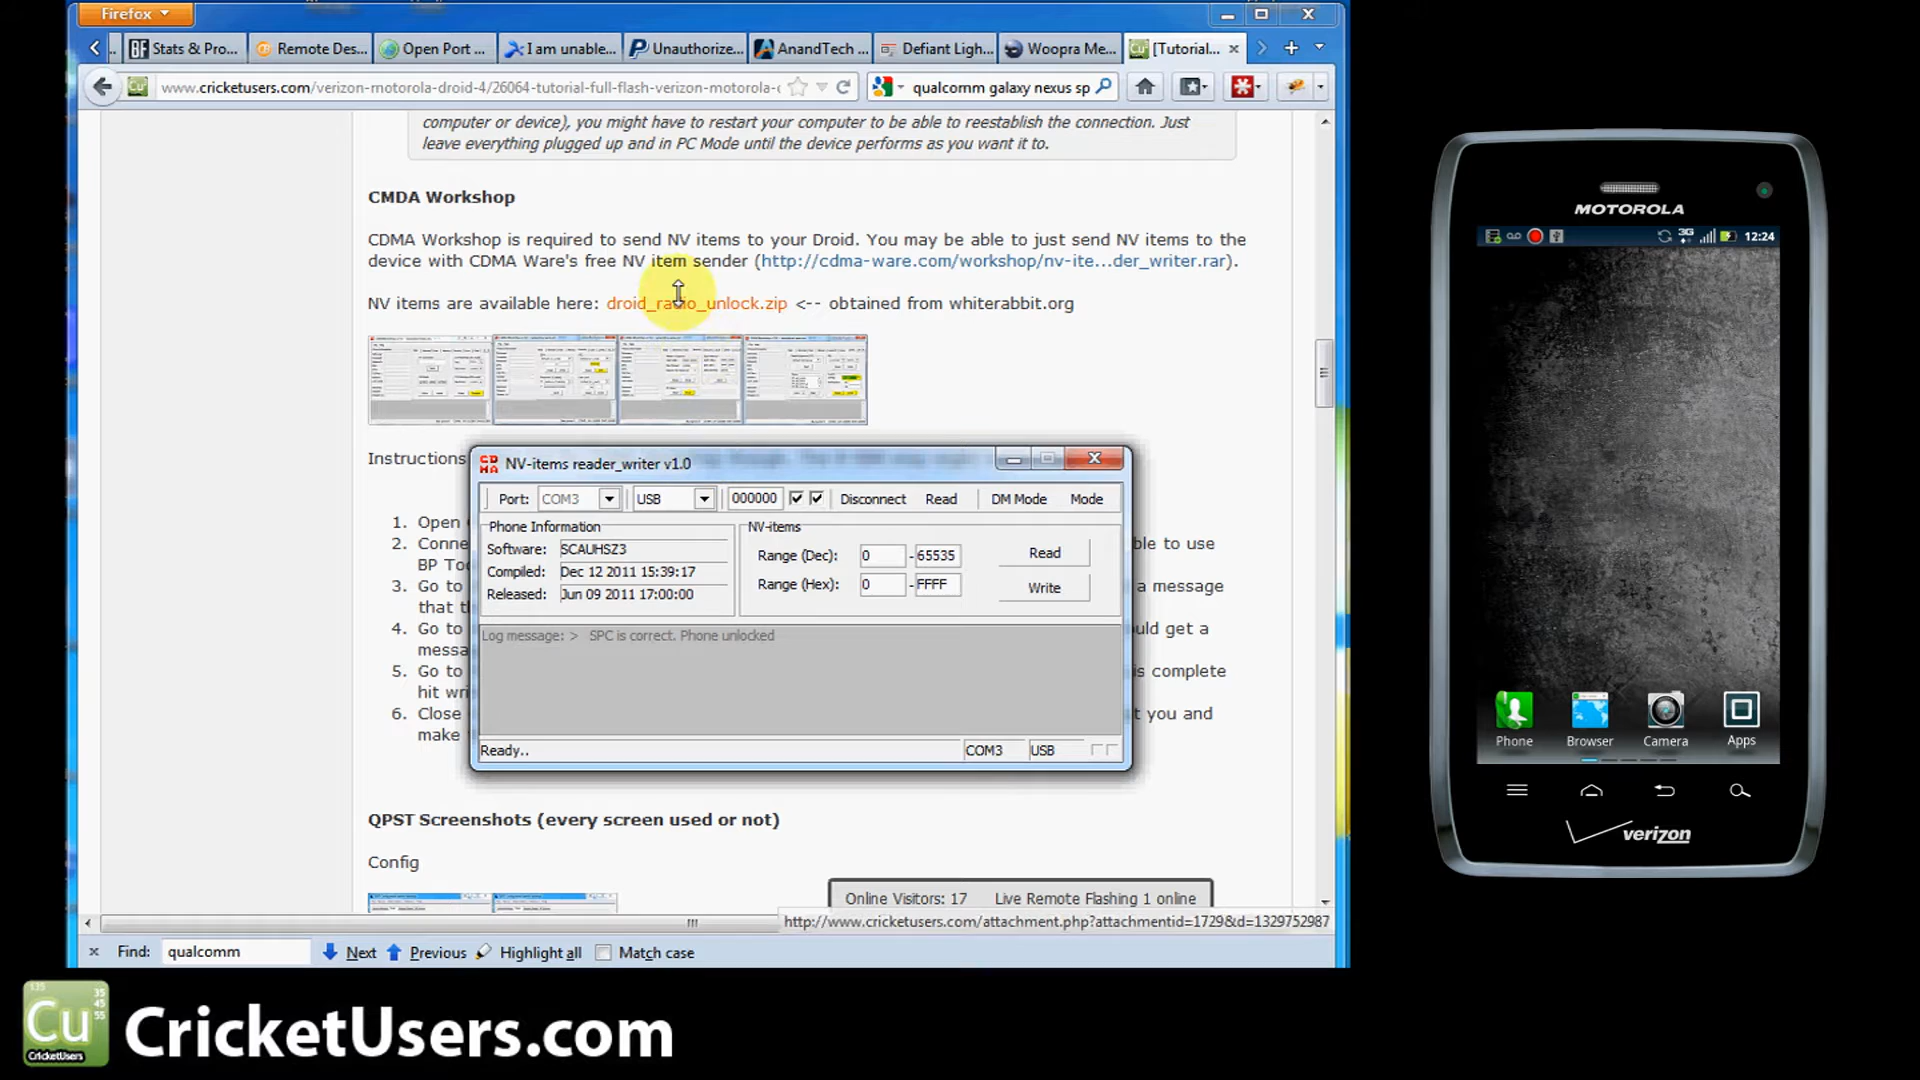 Firefox
Stats & Pro...
Remote Des...
Open Port ...
I am unable...
Unauthorize...
AnandTech ...
Defiant Ligh...
Woopra Me...
[Tutorial...
www.cricketusers.com/verizon-motorola-droid-4/26064-tutorial-full-flash-verizon-motorola-c
qualcomm galaxy nexus sp
computer or device), you might have to restart your computer to be able to reestablish the connection. Just
leave everything plugged up and in PC Mode until the device performs as you want it to.
CMDA Workshop
CDMA Workshop is required to send NV items to your Droid. You may be able to just send NV items to the
device with CDMA Ware's free NV item sender (http://cdma-ware.com/workshop/nv-ite...der_writer.rar).
NV items are available here: droid_radio_unlock.zip <-- obtained from whiterabbit.org
Instructions
1. Open
2. Conne
ble to use
BP Too
3. Go to
a message
that th
4. Go to
uld get a
messa
5. Go to
is complete
hit wri
6. Close
t you and
make
CD
MA
NV-items reader_writer v1.0
Port: COM3 USB 000000 Disconnect Read DM Mode Mode
Phone Information
Software: SCAUHSZ3
Compiled: Dec 12 2011 15:39:17
Released: Jun 09 2011 17:00:00
NV-items
Range (Dec): 0 - 65535 Read
Range (Hex): 0 - FFFF Write
Log message: > SPC is correct. Phone unlocked
Ready.. COM3 USB
QPST Screenshots (every screen used or not)
Config
Online Visitors: 17 Live Remote Flashing 1 online
http://www.cricketusers.com/attachment.php?attachmentid=1729&d=1329752987
Find: qualcomm Next Previous Highlight all Match case
Cu
CricketUsers
CricketUsers.com
MOTOROLA
3G 12:24
Phone Browser Camera Apps
verizon